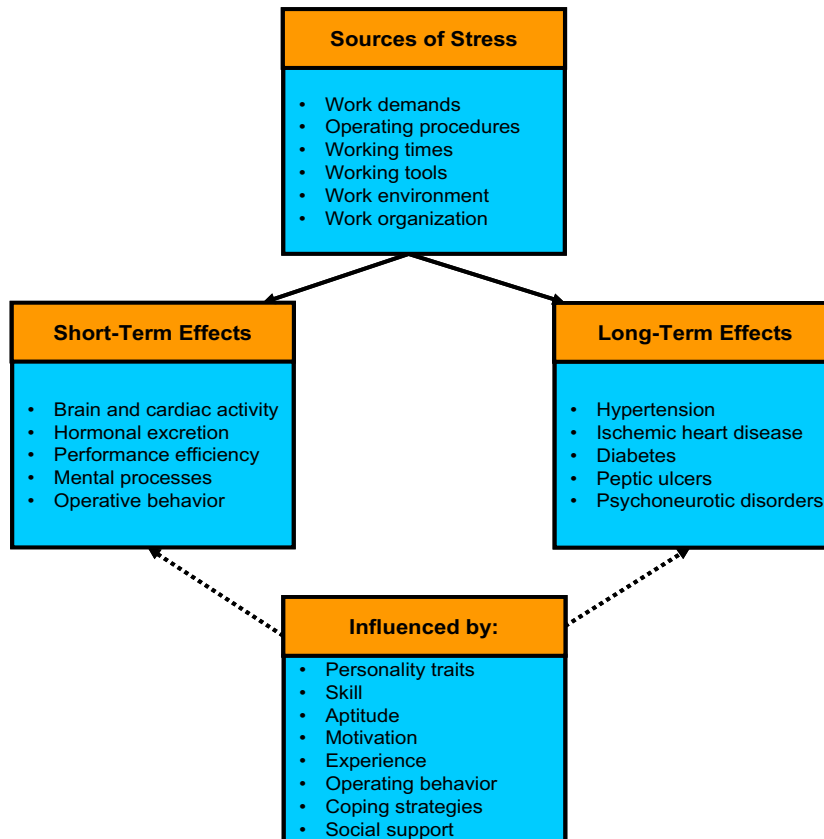 Sources of Stress
• Work demands
• Operating procedures
• Working times
• Working tools
• Work environment
• Work organization
Short-Term Effects
• Brain and cardiac activity
• Hormonal excretion
• Performance efficiency
• Mental processes
• Operative behavior
Long-Term Effects
• Hypertension
• Ischemic heart disease
• Diabetes
• Peptic ulcers
• Psychoneurotic disorders
Influenced by:
• Personality traits
• Skill
• Aptitude
• Motivation
• Experience
• Operating behavior
• Coping strategies
• Social support